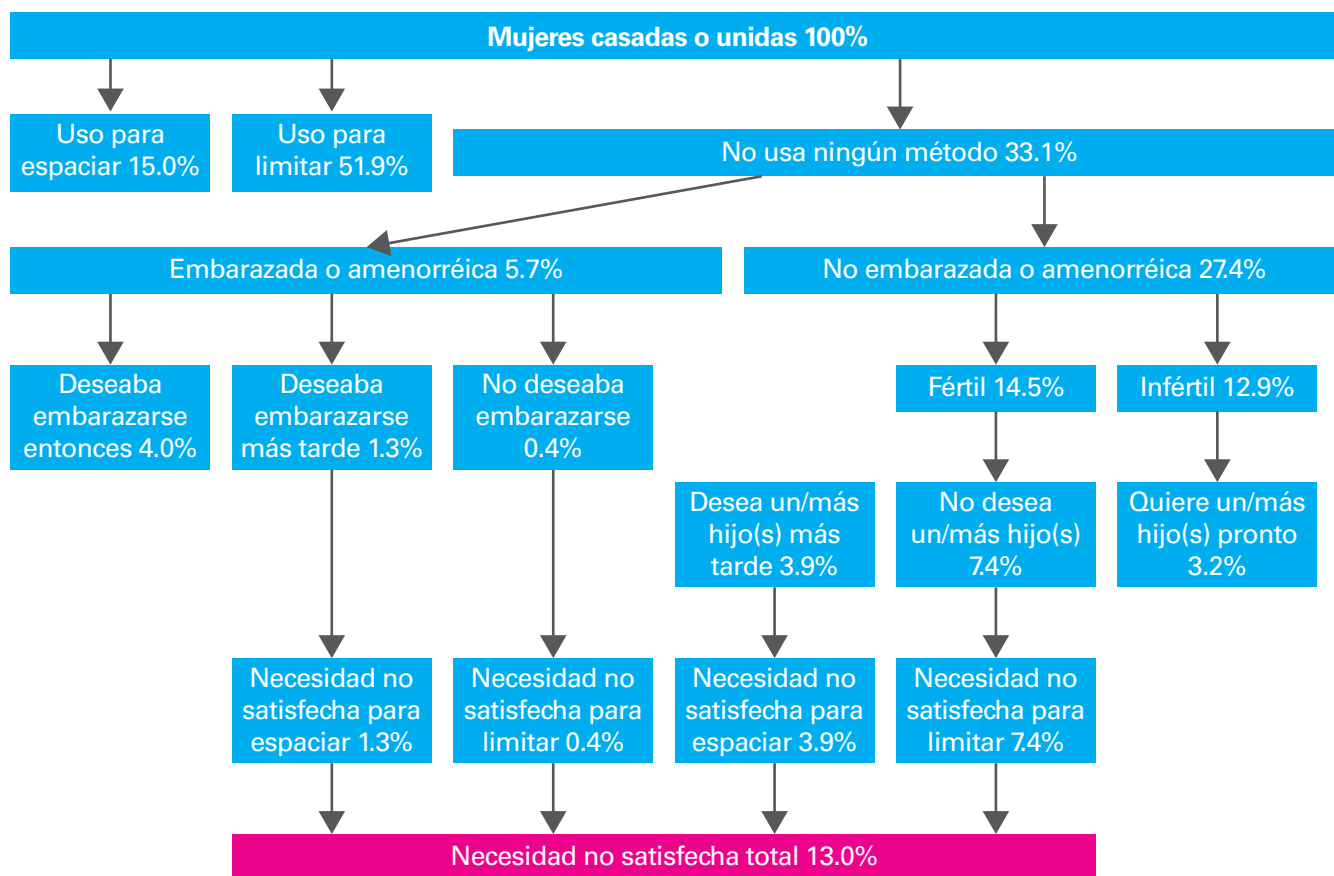 Mujeres casadas o unidas 100%
Uso para
espaciar 15.0%
Uso para
limitar 51.9%
No usa ningún método 33.1%
Embarazada o amenorréica 5.7%
No embarazada o amenorréica 27.4%
Deseaba
embarazarse
entonces 4.0%
Deseaba
embarazarse
más tarde 1.3%
No deseaba
embarazarse
0.4%
Fértil 14.5%
Infértil 12.9%
Desea un/más
hijo(s) más
tarde 3.9%
No desea
un/más hijo(s)
7.4%
Quiere un/más
hijo(s) pronto
3.2%
Necesidad no
satisfecha para
espaciar 1.3%
Necesidad no
satisfecha para
limitar 0.4%
Necesidad no
satisfecha para
espaciar 3.9%
Necesidad no
satisfecha para
limitar 7.4%
Necesidad no satisfecha total 13.0%